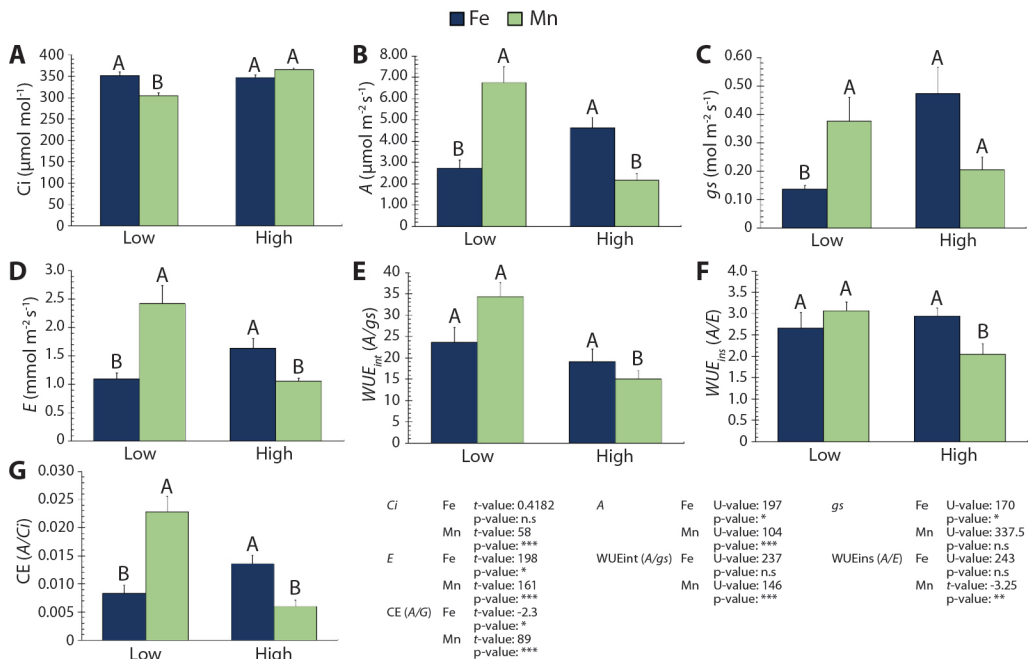 Fe Mn
A
Ci (µmol mol-1)
400
350
300
250
200
150
100
50
0
A B A A
Low High
B
A (µmol m-2 s-1)
8.00
7.00
6.00
5.00
4.00
3.00
2.00
1.00
0
B A A B
Low High
C
gs (mol m-2 s-1)
0.60
0.50
0.40
0.30
0.20
0.10
0
B A A A
Low High
D
E (mmol m-2 s-1)
3.0
2.5
2.0
1.5
1.0
0.5
0
B A A B
Low High
E
WUEint (A/gs)
40
35
30
25
20
15
10
5
0
A A A B
Low High
F
WUEins (A/E)
4.0
3.5
3.0
2.5
2.0
1.5
1.0
0.5
0
A A A B
Low High
G
CE (A/Ci)
0.030
0.025
0.020
0.015
0.010
0.005
0.000
B A A B
Low High
Ci Fe t-value: 0.4182
p-value: n.s
Mn t-value: 58
p-value: ***
A Fe U-value: 197
p-value: *
Mn U-value: 104
p-value: ***
gs Fe U-value: 170
p-value: *
Mn U-value: 337.5
p-value: n.s
E Fe t-value: 198
p-value: *
Mn t-value: 161
p-value: ***
WUEint (A/gs) Fe U-value: 237
p-value: n.s
Mn U-value: 146
p-value: ***
WUEins (A/E) Fe U-value: 243
p-value: n.s
Mn t-value: -3.25
p-value: **
CE (A/G) Fe t-value: -2.3
p-value: *
Mn t-value: 89
p-value: ***